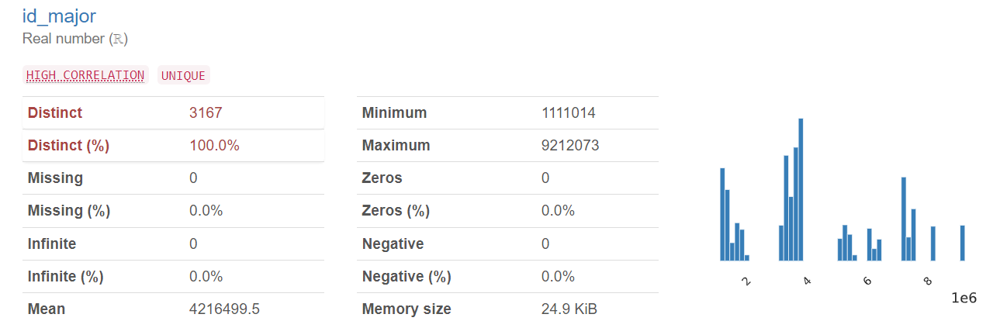 id_major
Real number (ℝ)
HIGH CORRELATION UNIQUE
Distinct 3167
Distinct (%) 100.0%
Missing 0
Missing (%) 0.0%
Infinite 0
Infinite (%) 0.0%
Mean 4216499.5
Minimum 1111014
Maximum 9212073
Zeros 0
Zeros (%) 0.0%
Negative 0
Negative (%) 0.0%
Memory size 24.9 KiB
2 4 6 8
1e6